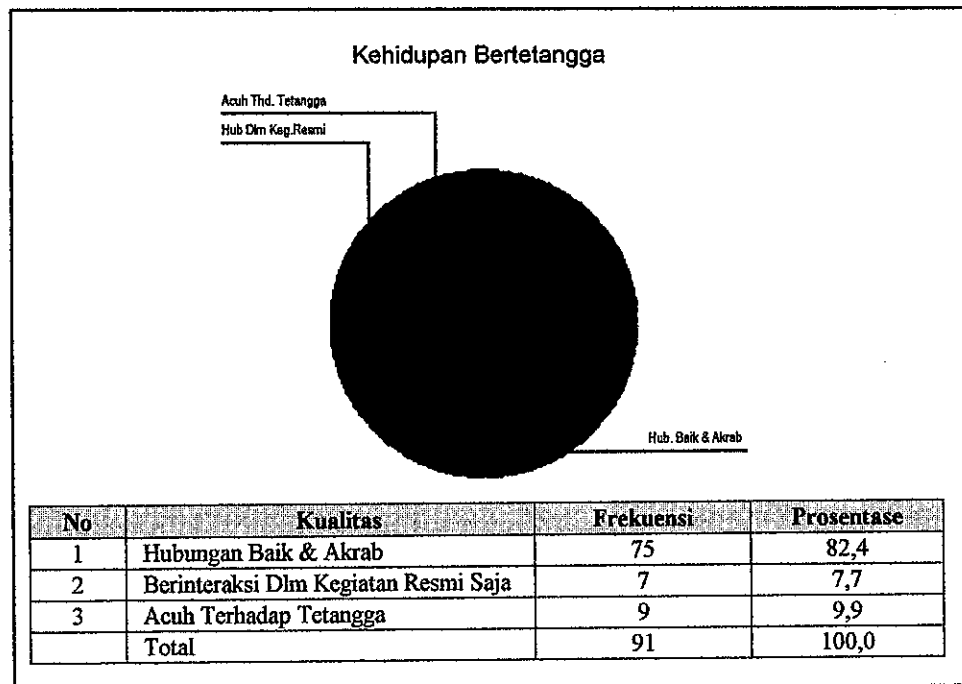 Kehidupan Bertetangga
Acuh Thd. Tetangga
Hub Dlm Keg.Resmi
Hub. Baik & Akrab
No Kualitas Frekuensi Prosentase
1 Hubungan Baik & Akrab 75 82,4
2 Berinteraksi Dlm Kegiatan Resmi Saja 7 7,7
3 Acuh Terhadap Tetangga 9 9,9
Total 91 100,0